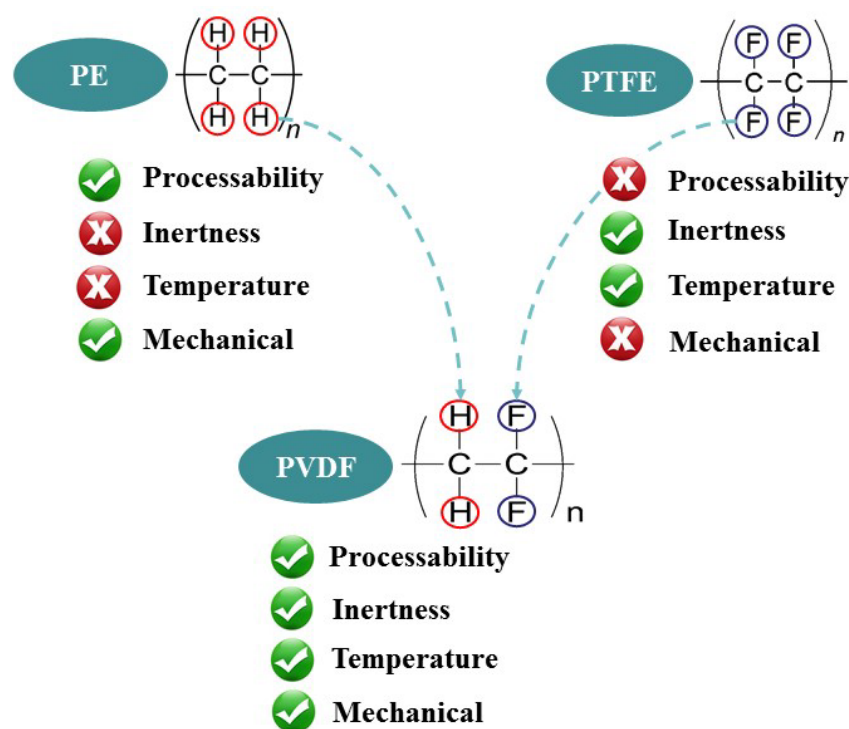 PE
H H
C C
H H
n
Processability
Inertness
Temperature
Mechanical
PTFE
F F
C C
F F
n
Processability
Inertness
Temperature
Mechanical
PVDF
H F
C C
H F
n
Processability
Inertness
Temperature
Mechanical